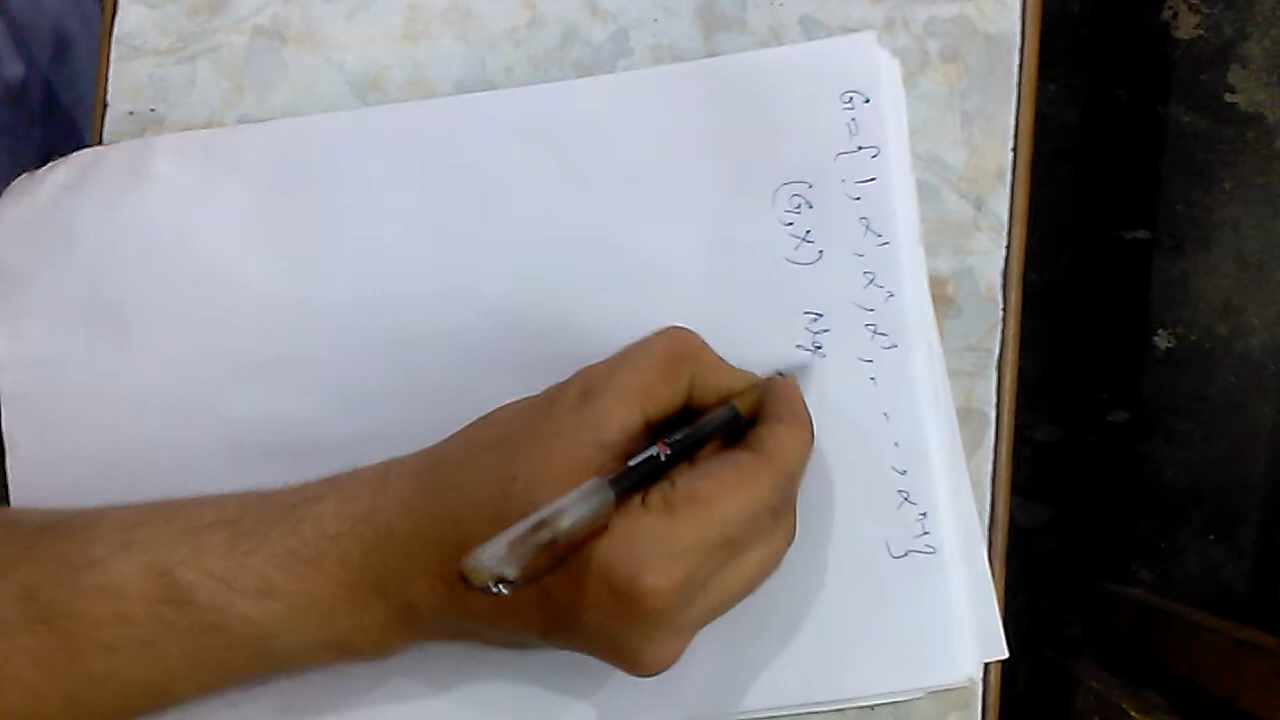 G = {1, α¹, α², α³, - - - -, αⁿ⁻¹}
(G, x)